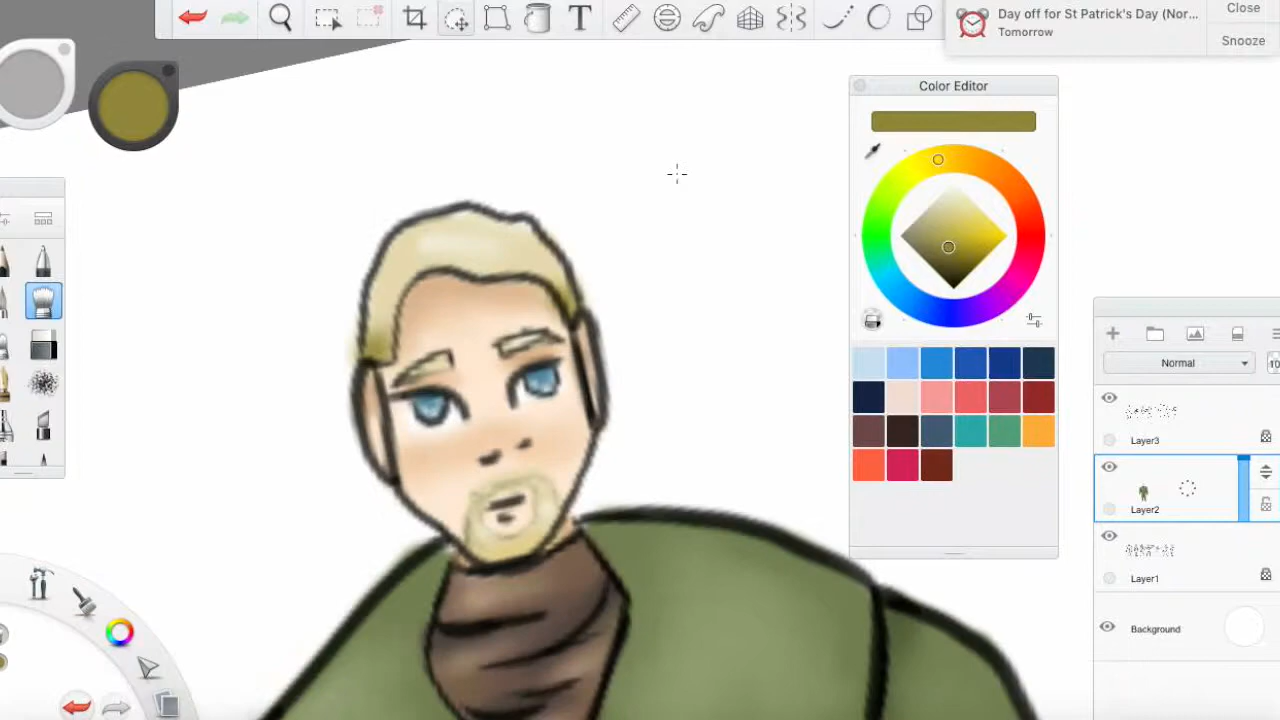 T
Day off for St Patrick's Day (Nor...
Tomorrow
Close
Snooze
Color Editor
Normal
Layer3
Layer2
Layer1
Background